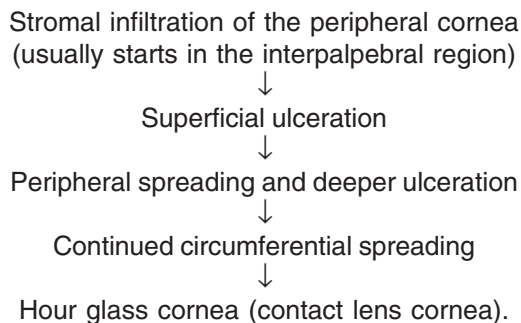 Stromal infiltration of the peripheral cornea
(usually starts in the interpalpebral region)
↓
Superficial ulceration
↓
Peripheral spreading and deeper ulceration
↓
Continued circumferential spreading
↓
Hour glass cornea (contact lens cornea).